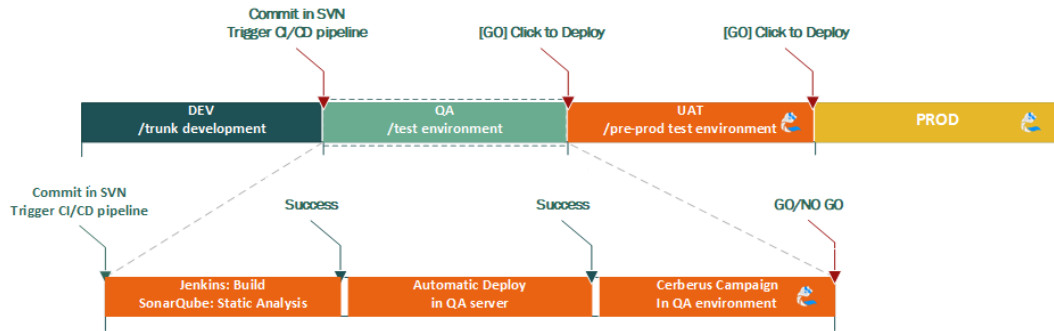 Commit in SVN
Trigger CI/CD pipeline
[GO] Click to Deploy
[GO] Click to Deploy
DEV
/trunk development
QA
/test environment
UAT
/pre-prod test environment
PROD
Commit in SVN
Trigger CI/CD pipeline
Success
Success
GO/NO GO
Jenkins: Build
SonarQube: Static Analysis
Automatic Deploy
in QA server
Cerberus Campaign
In QA environment